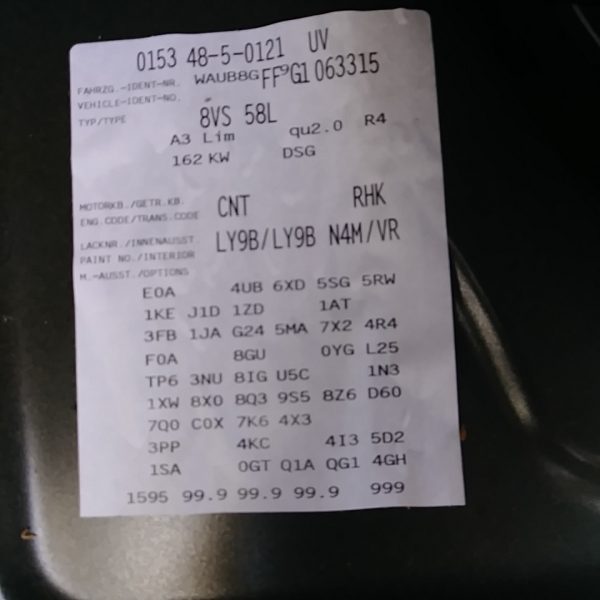 0153 48-5-0121 UV
FAHRZG.-IDENT-NR. WAUB8GFF9G1063315
VEHICLE-IDENT-NO.
TYP/TYPE 8VS 58L
A3 Lim qu2.0 R4
162 KW DSG
MOTORKB./GETR.KB. CNT RHK
ENG.CODE/TRANS.CODE
LACKNR./INNENAUSST. LY9B/LY9B N4M/VR
PAINT NO./INTERIOR
M.-AUSST./OPTIONS
E0A 4UB 6XD 5SG 5RW
1KE J1D 1ZD 1AT
3FB 1JA G24 5MA 7X2 4R4
F0A 8GU 0YG L25
TP6 3NU 8IG U5C 1N3
1XW 8X0 8Q3 9S5 8Z6 D60
7Q0 C0X 7K6 4X3
3PP 4KC 4I3 5D2
1SA 0GT Q1A QG1 4GH
1595 99.9 99.9 99.9 999